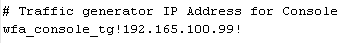 # Traffic generator IP Address for Console
wfa_console_tg!192.165.100.99!